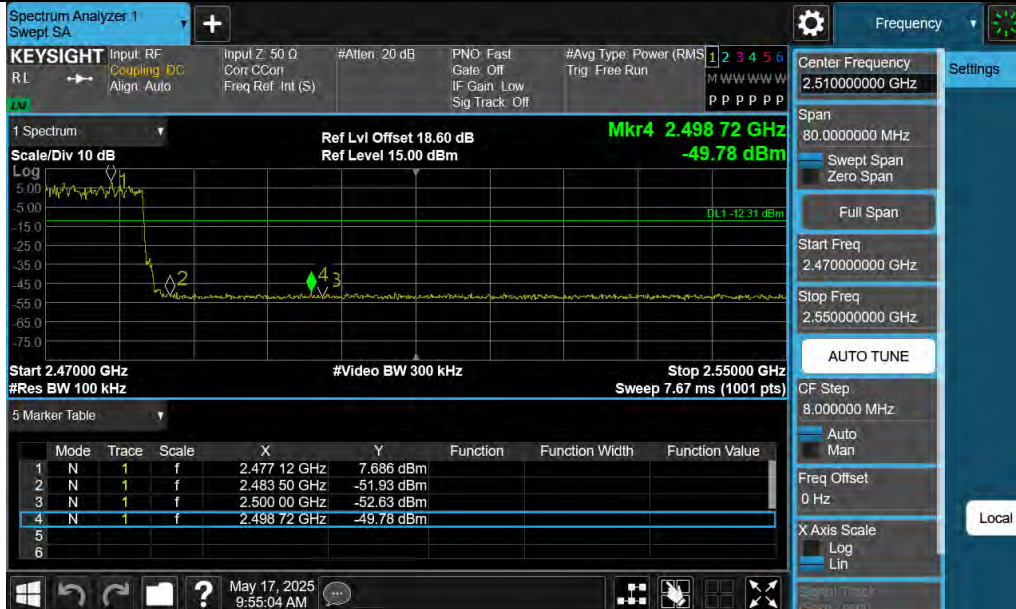 Spectrum Analyzer 1
Swept SA
Frequency
KEYSIGHT
RL
LNI
Input: RF
Coupling: DC
Align: Auto
Input Z: 50 Ω
Corr CCorr
Freq Ref: Int (S)
#Atten: 20 dB
PNO: Fast
Gate: Off
IF Gain: Low
Sig Track: Off
#Avg Type: Power (RMS
Trig: Free Run
1 2 3 4 5 6
M W W W W W
P P P P P P
1 Spectrum
Scale/Div 10 dB
Ref Lvl Offset 18.60 dB
Ref Level 15.00 dBm
Mkr4 2.498 72 GHz
-49.78 dBm
Log
5.00
-5.00
-15.0
-25.0
-35.0
-45.0
-55.0
-65.0
-75.0
1
2
4
3
DL1 -12.31 dBm
Start 2.47000 GHz
#Video BW 300 kHz
Stop 2.55000 GHz
#Res BW 100 kHz
Sweep 7.67 ms (1001 pts)
5 Marker Table
Mode Trace Scale X Y Function Function Width Function Value
1 N 1 f 2.477 12 GHz 7.686 dBm
2 N 1 f 2.483 50 GHz -51.93 dBm
3 N 1 f 2.500 00 GHz -52.63 dBm
4 N 1 f 2.498 72 GHz -49.78 dBm
5
6
?
May 17, 2025
9:55:04 AM
Center Frequency
2.510000000 GHz
Span
80.0000000 MHz
Swept Span
Zero Span
Full Span
Start Freq
2.470000000 GHz
Stop Freq
2.550000000 GHz
AUTO TUNE
CF Step
8.000000 MHz
Auto
Man
Freq Offset
0 Hz
X Axis Scale
Log
Lin
Signal Track
Settings
Local